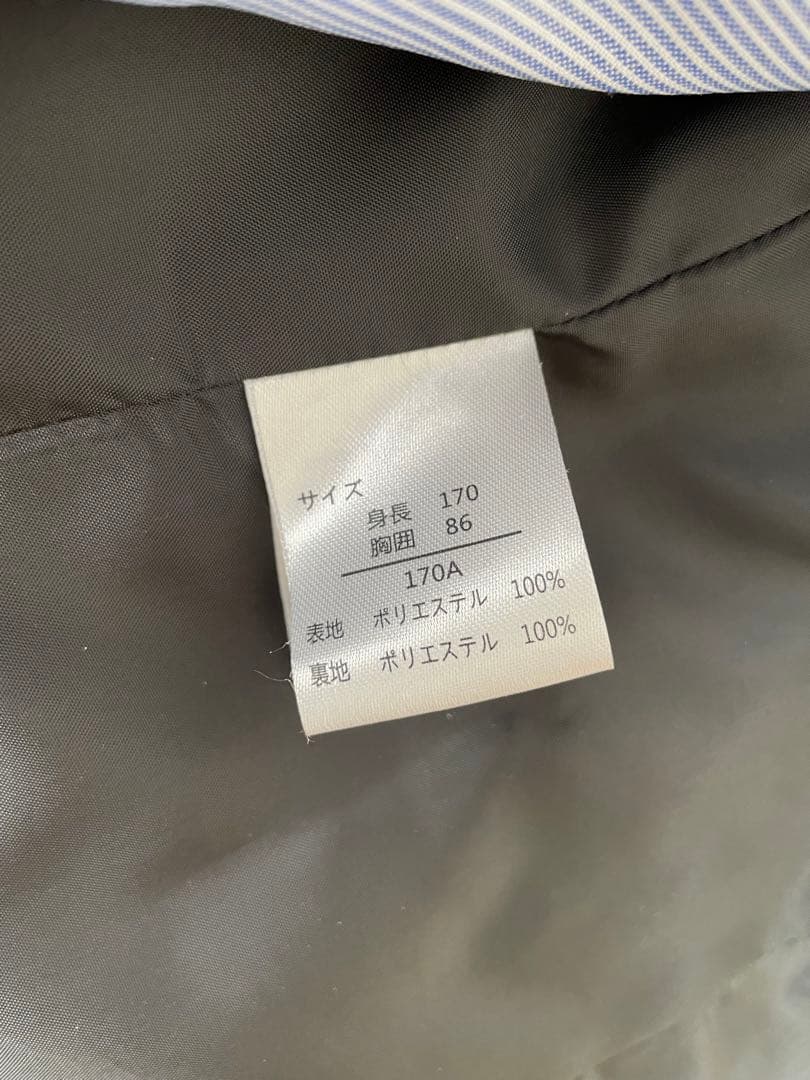 サイズ
身長 170
胸囲 86
170A
表地 ポリエステル 100%
裏地 ポリエステル 100%